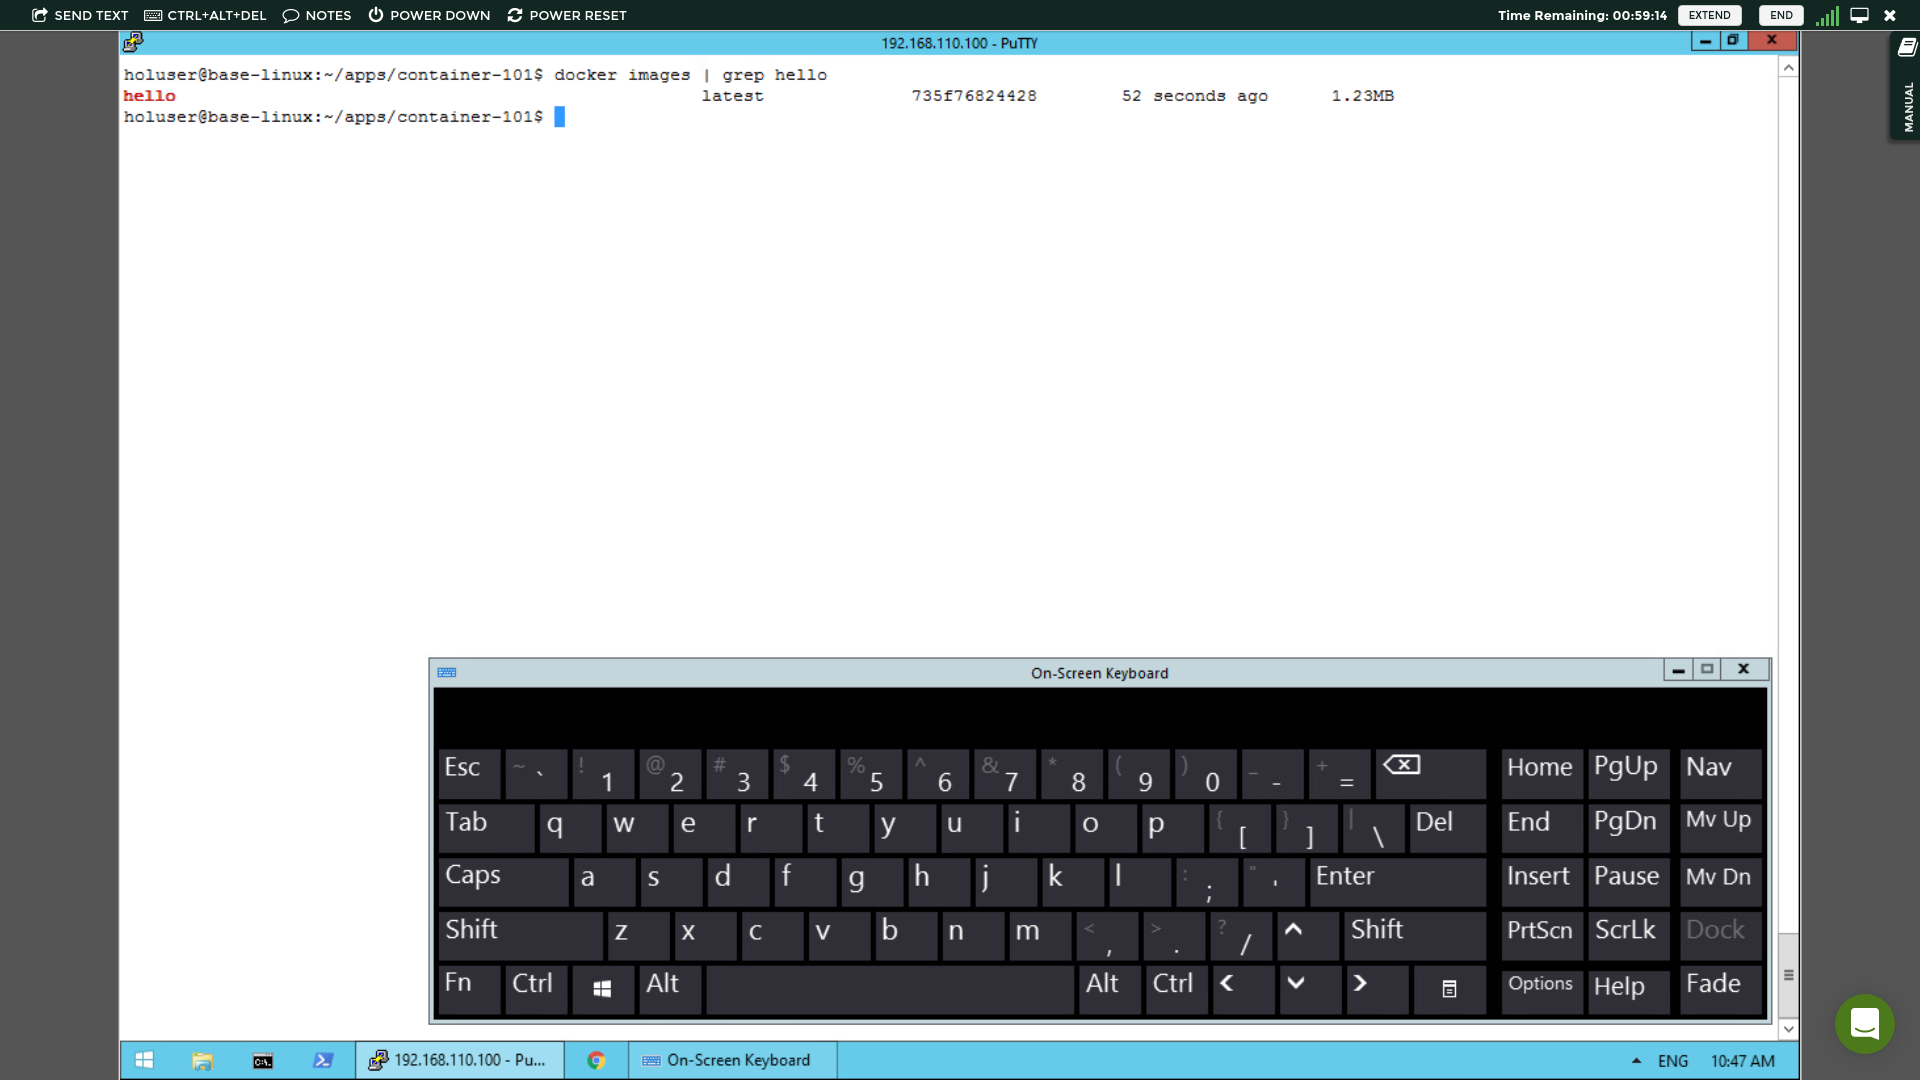 SEND TEXT CTRL+ALT+DEL NOTES POWER DOWN POWER RESET Time Remaining: 00:59:14 EXTEND END
192.168.110.100 - PuTTY
MANUAL
holuser@base-linux:~/apps/container-101$ docker images | grep hello
hello latest 735f76824428 52 seconds ago 1.23MB
holuser@base-linux:~/apps/container-101$
On-Screen Keyboard
Esc ~ ` ! 1 @ 2 # 3 $ 4 % 5 ^ 6 & 7 * 8 ( 9 ) 0 _ - + = Home PgUp Nav
Tab q w e r t y u i o p { [ } ] | \ Del End PgDn Mv Up
Caps a s d f g h j k l : ; " ' Enter Insert Pause Mv Dn
Shift z x c v b n m < , > . ? / Shift PrtScn ScrLk Dock
Fn Ctrl Alt Alt Ctrl Options Help Fade
192.168.110.100 - Pu... On-Screen Keyboard ENG 10:47 AM